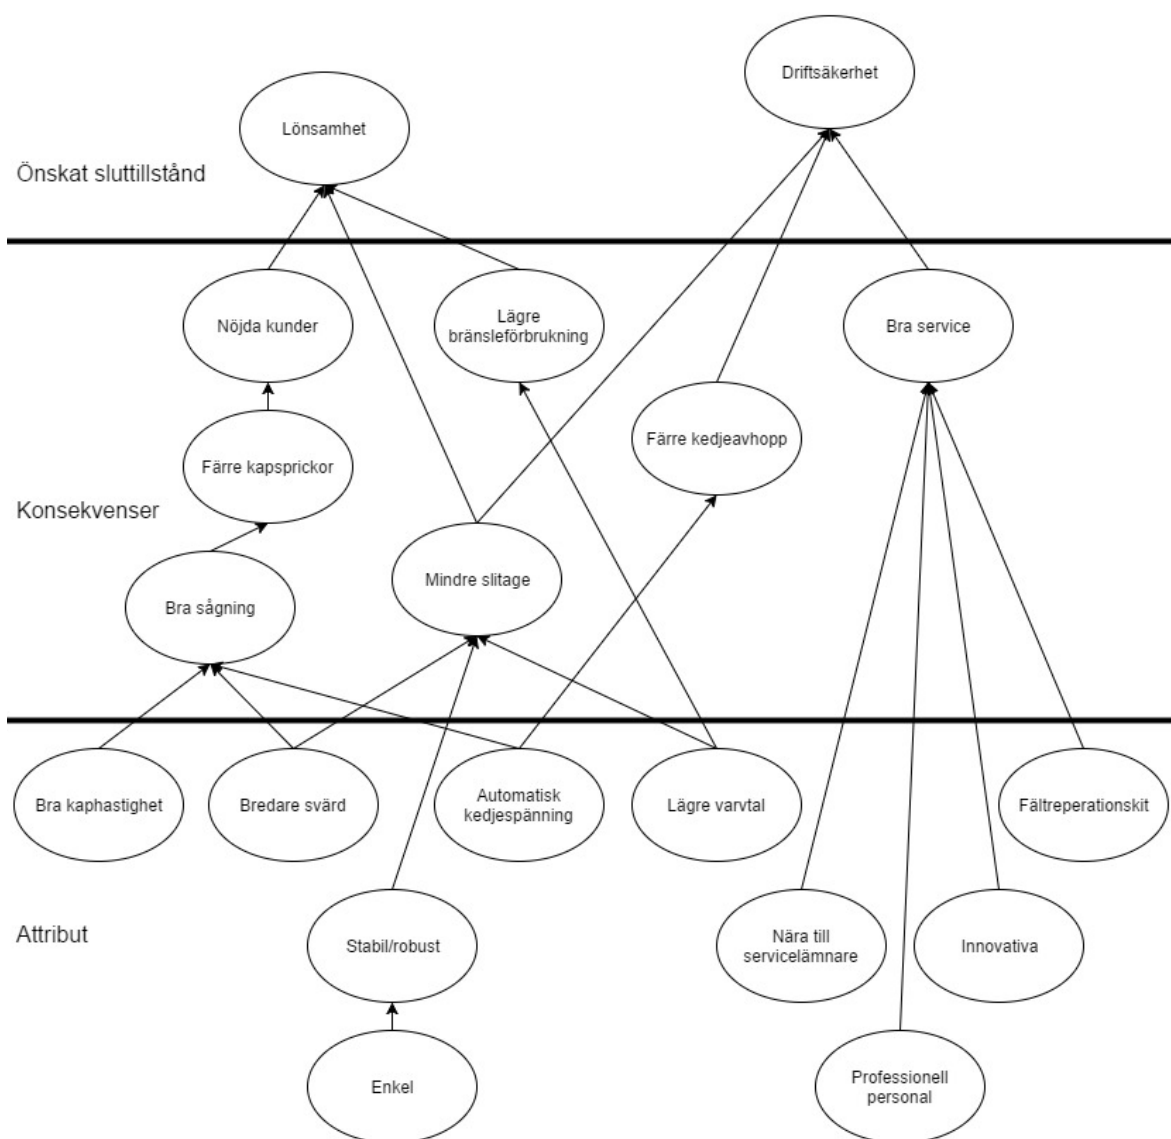 Driftsäkerhet
Lönsamhet
Önskat sluttillstånd
Nöjda kunder
Lägre
bränsleförbrukning
Bra service
Färre kedjeavhopp
Färre kapsprickor
Konsekvenser
Mindre slitage
Bra sågning
Bra kaphastighet
Bredare svärd
Automatisk
kedjespänning
Lägre varvtal
Fältreperationskit
Attribut
Stabil/robust
Nära till
servicelämnare
Innovativa
Enkel
Professionell
personal